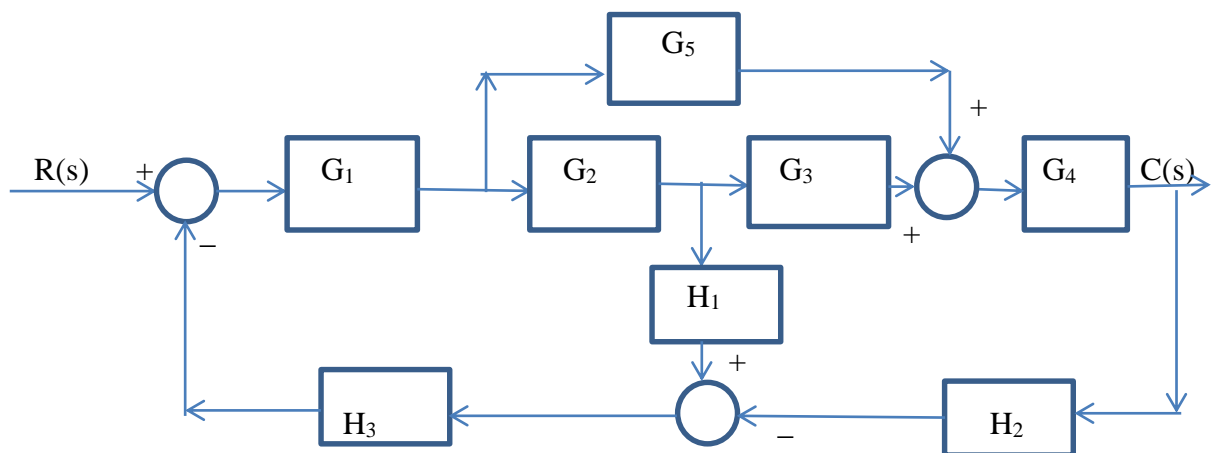 G₅
+
R(s) + G₁ G₂ G₃ G₄ C(s)
− +
H₁
+
H₃ − H₂